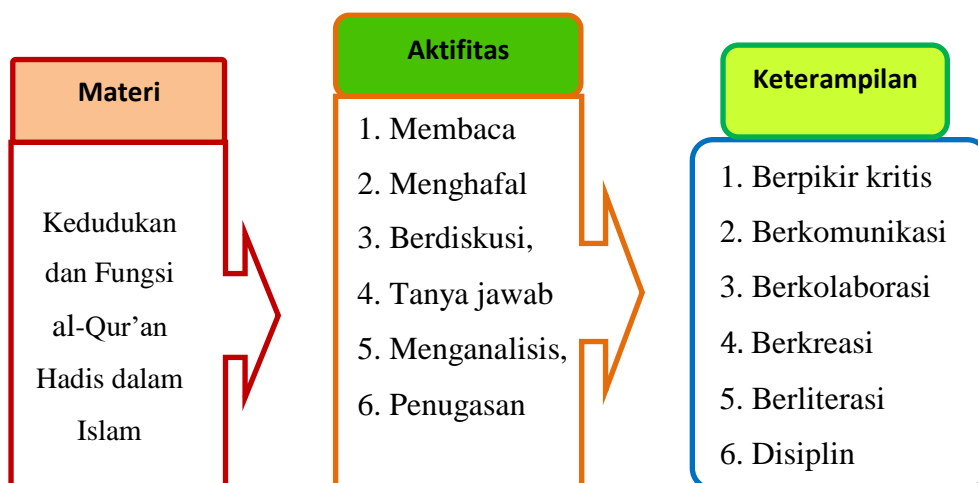 Materi
Kedudukan
dan Fungsi
al-Qur’an
Hadis dalam
Islam
Aktifitas
1. Membaca
2. Menghafal
3. Berdiskusi,
4. Tanya jawab
5. Menganalisis,
6. Penugasan
Keterampilan
1. Berpikir kritis
2. Berkomunikasi
3. Berkolaborasi
4. Berkreasi
5. Berliterasi
6. Disiplin